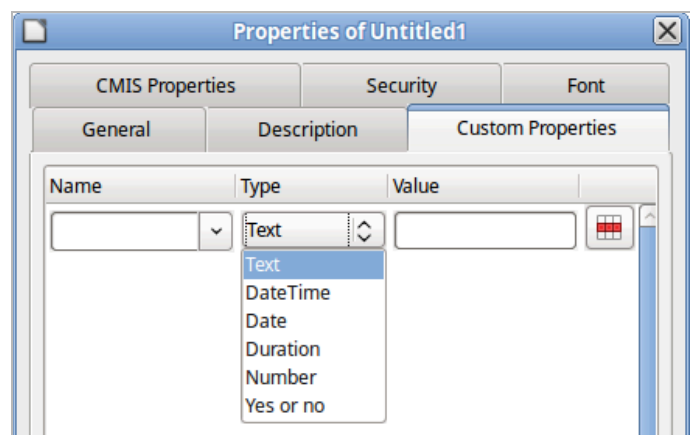 Properties of Untitled1
CMIS Properties Security Font
General Description Custom Properties
Name Type Value
Text
Text
DateTime
Date
Duration
Number
Yes or no